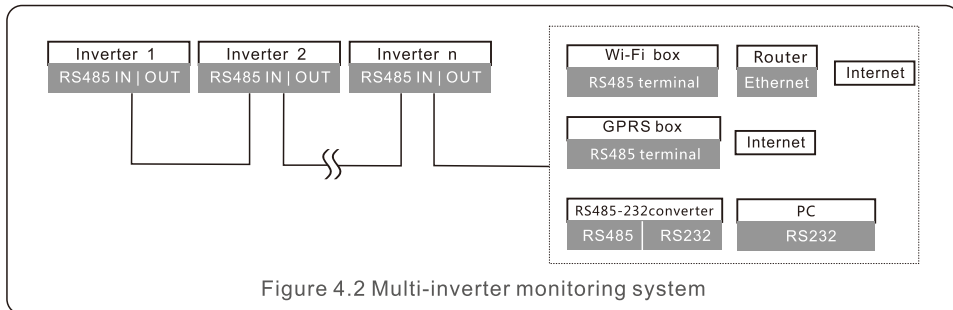 Inverter 1
RS485 IN | OUT
Inverter 2
RS485 IN | OUT
Inverter n
RS485 IN | OUT
Wi-Fi box
RS485 terminal
Router
Ethernet
Internet
GPRS box
RS485 terminal
Internet
RS485-232converter
RS485 | RS232
PC
RS232
Figure 4.2 Multi-inverter monitoring system